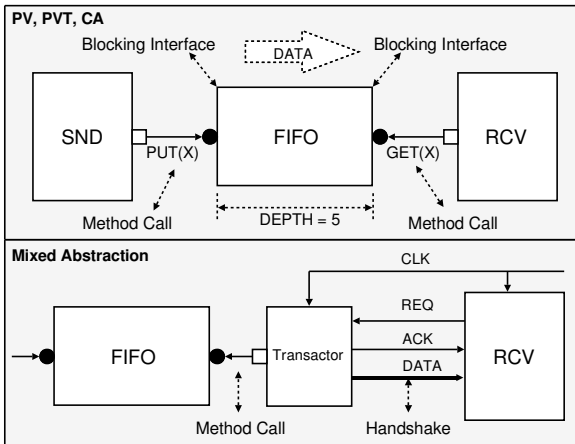 PV, PVT, CA
Blocking Interface
DATA
Blocking Interface
SND
FIFO
RCV
PUT(X)
GET(X)
Method Call
DEPTH = 5
Method Call
Mixed Abstraction
CLK
REQ
FIFO
Transactor
ACK
RCV
DATA
Method Call
Handshake